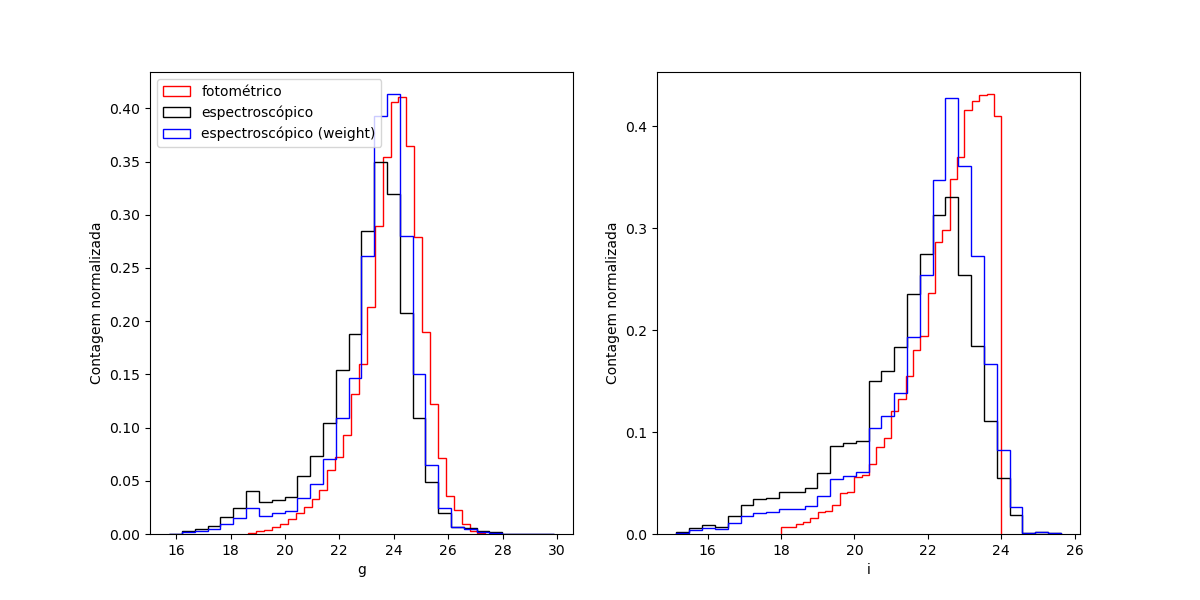 fotométrico
espectroscópico
espectroscópico (weight)
Contagem normalizada
0.40
0.35
0.30
0.25
0.20
0.15
0.10
0.05
0.00
16 18 20 22 24 26 28 30
g
Contagem normalizada
0.4
0.3
0.2
0.1
0.0
16 18 20 22 24 26
i